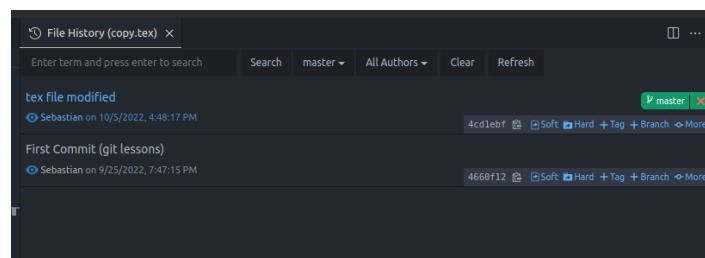 File History (copy.tex)
Enter term and press enter to search Search master All Authors Clear Refresh
tex file modified master
Sebastian on 10/5/2022, 4:48:17 PM
4cd1ebf Soft Hard +Tag +Branch More
First Commit (git lessons)
Sebastian on 9/25/2022, 7:47:15 PM
4660f12 Soft Hard +Tag +Branch More